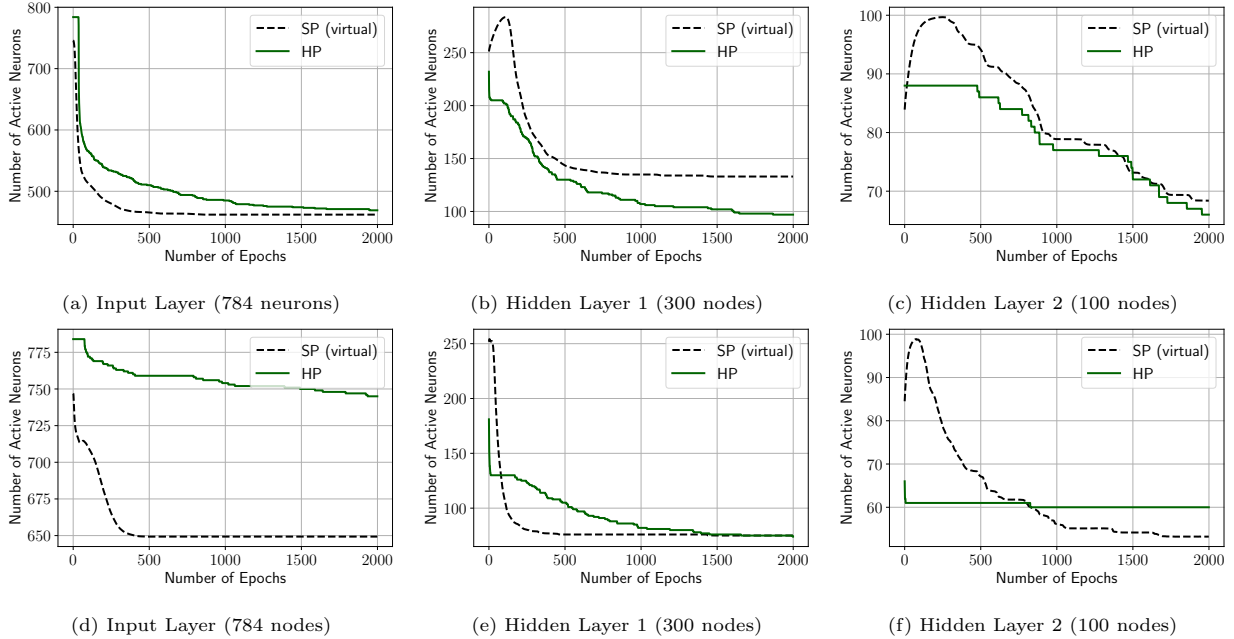 800
700
600
500
0 500 1000 1500 2000
Number of Active Neurons
Number of Epochs
SP (virtual)
HP
(a) Input Layer (784 neurons)
250
200
150
100
0 500 1000 1500 2000
Number of Active Neurons
Number of Epochs
SP (virtual)
HP
(b) Hidden Layer 1 (300 nodes)
100
90
80
70
0 500 1000 1500 2000
Number of Active Neurons
Number of Epochs
SP (virtual)
HP
(c) Hidden Layer 2 (100 nodes)
775
750
725
700
675
650
0 500 1000 1500 2000
Number of Active Neurons
Number of Epochs
SP (virtual)
HP
(d) Input Layer (784 nodes)
250
200
150
100
0 500 1000 1500 2000
Number of Active Neurons
Number of Epochs
SP (virtual)
HP
(e) Hidden Layer 1 (300 nodes)
100
90
80
70
60
0 500 1000 1500 2000
Number of Active Neurons
Number of Epochs
SP (virtual)
HP
(f) Hidden Layer 2 (100 nodes)